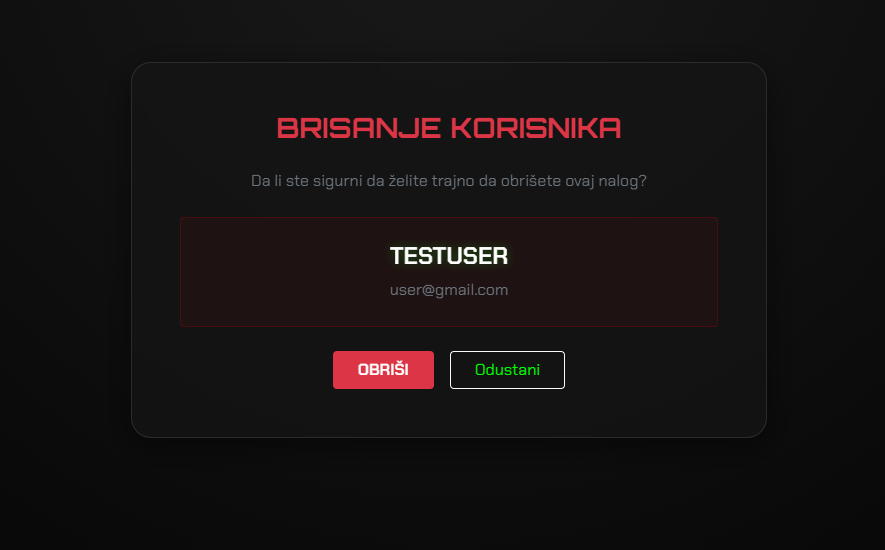 BRISANJE KORISNIKA
Da li ste sigurni da želite trajno da obrišete ovaj nalog?
TESTUSER
user@gmail.com
OBRIŠI Odustani